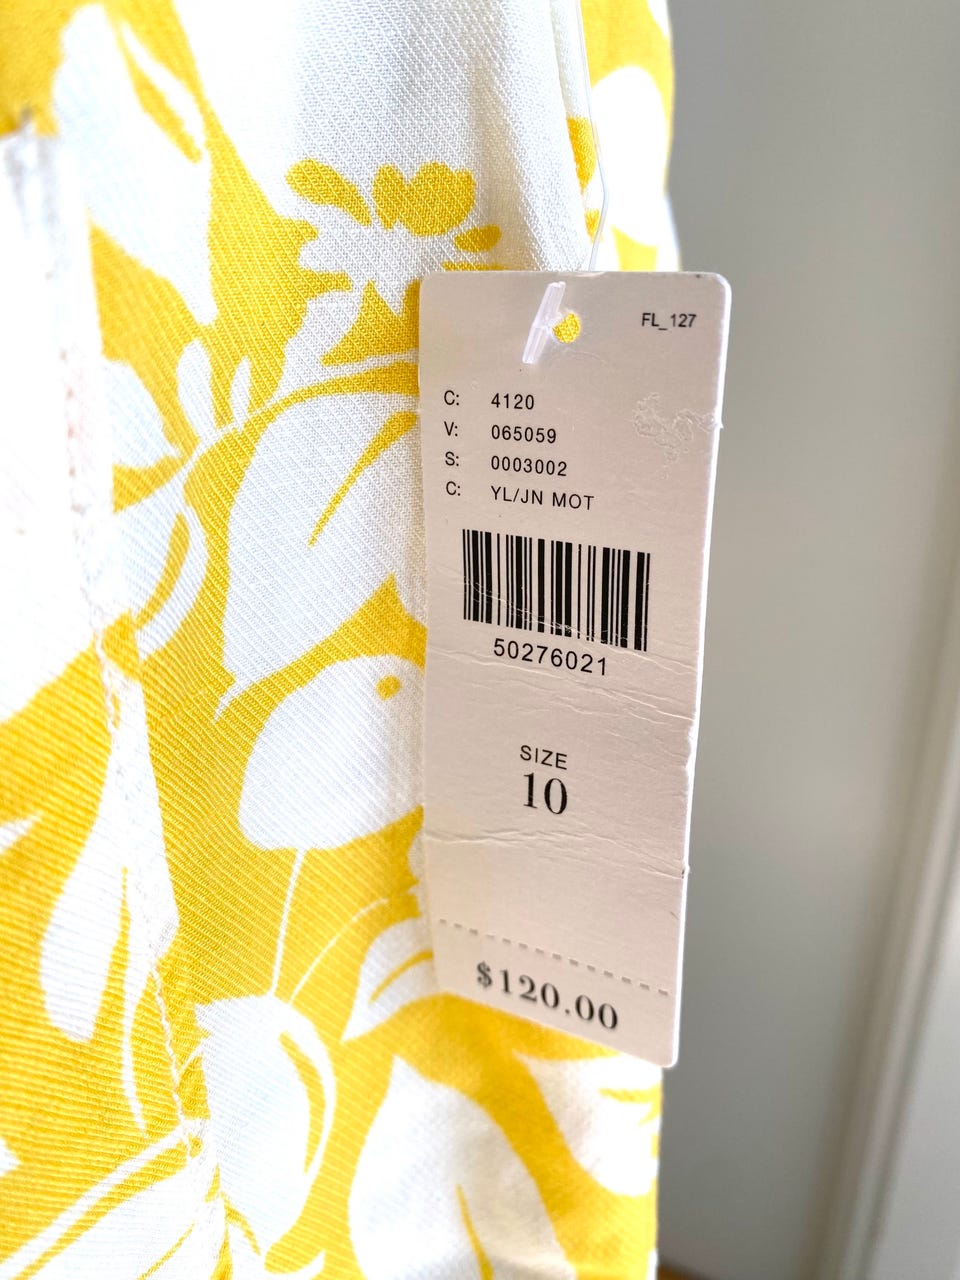 FL_127
C: 4120
V: 065059
S: 0003002
C: YL/JN MOT
50276021
SIZE
10
$120.00